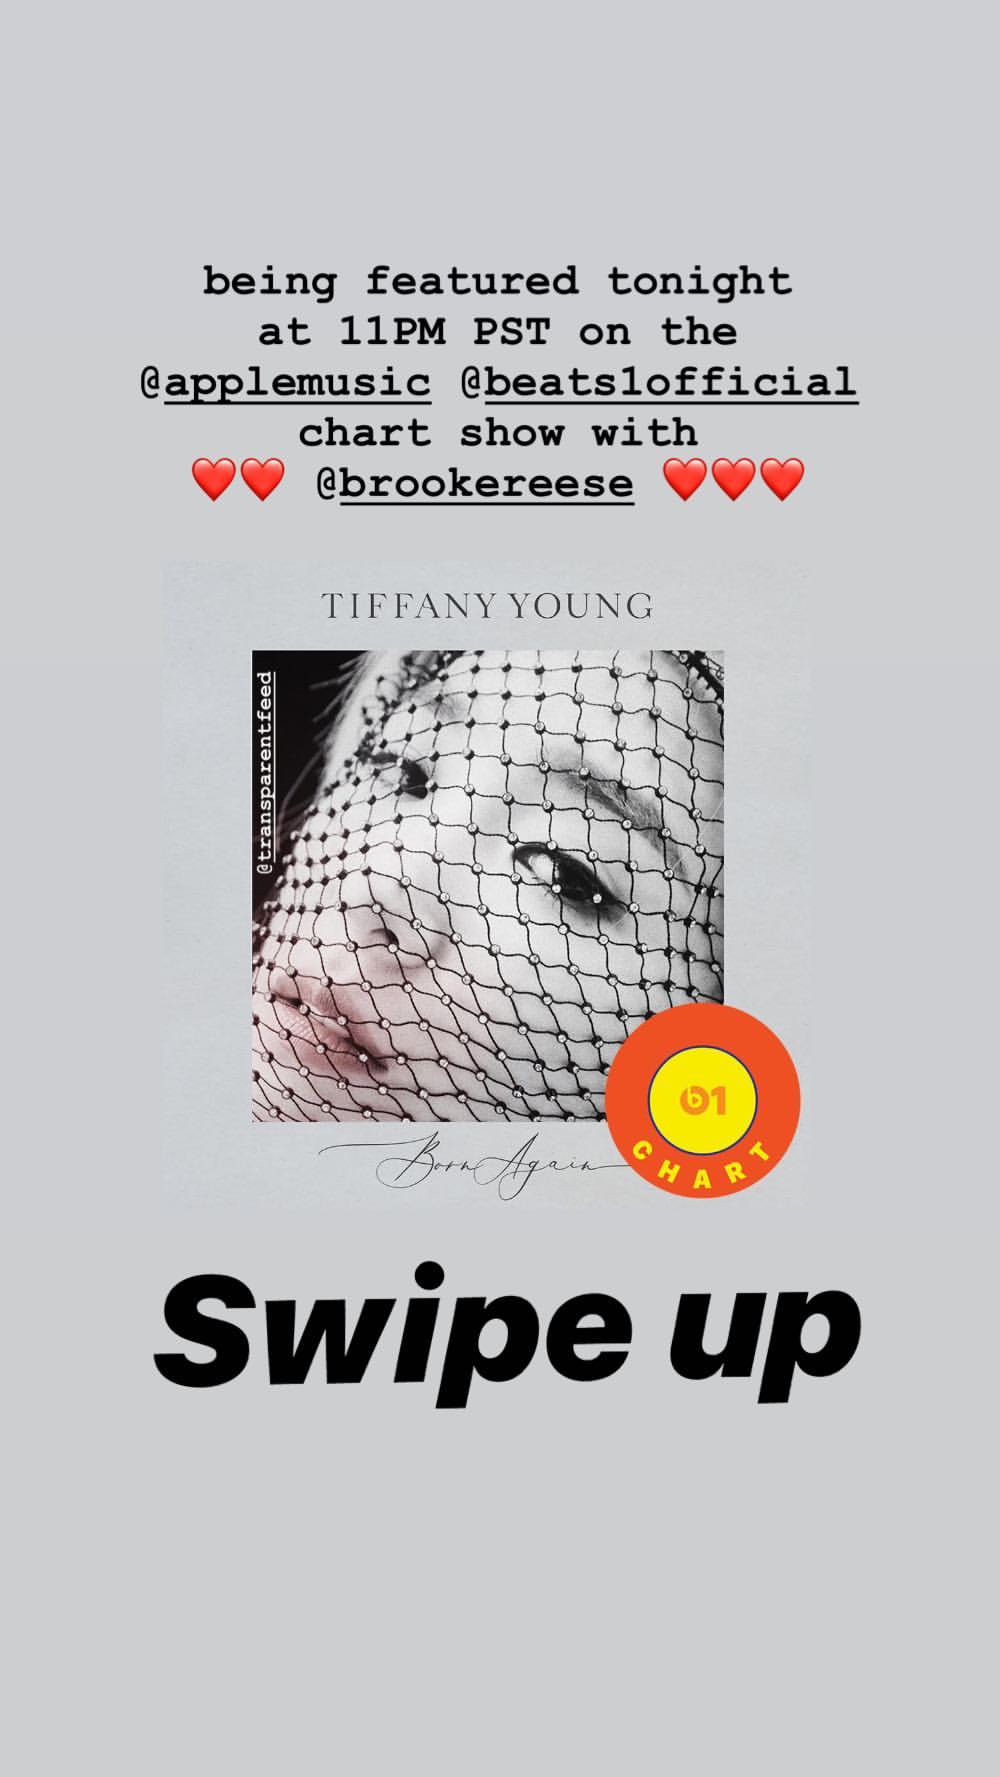 being featured tonight
at 11PM PST on the
@applemusic @beats1official
chart show with
❤️❤️ @brookereese ❤️❤️❤️
TIFFANY YOUNG
@transparentfeed
b1
CHART
Born Again
Swipe up